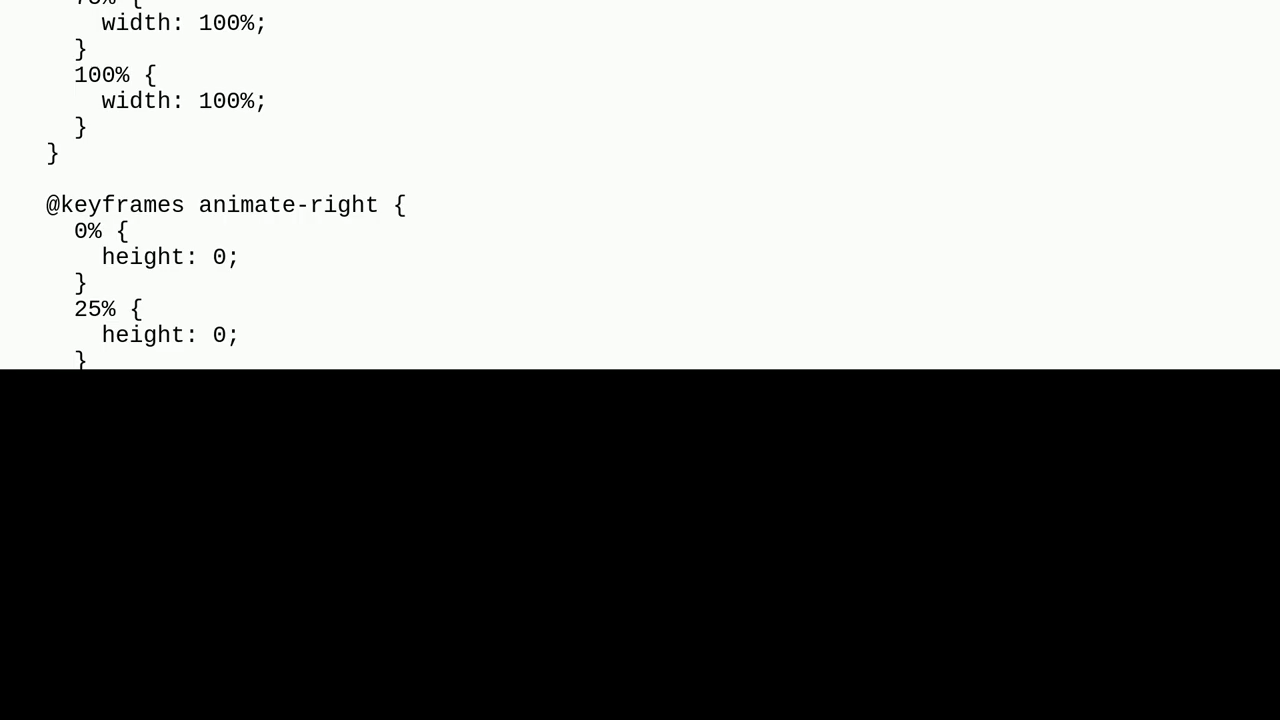 width: 100%;
}
100% {
width: 100%;
}
}
@keyframes animate-right {
0% {
height: 0;
}
25% {
height: 0;
}